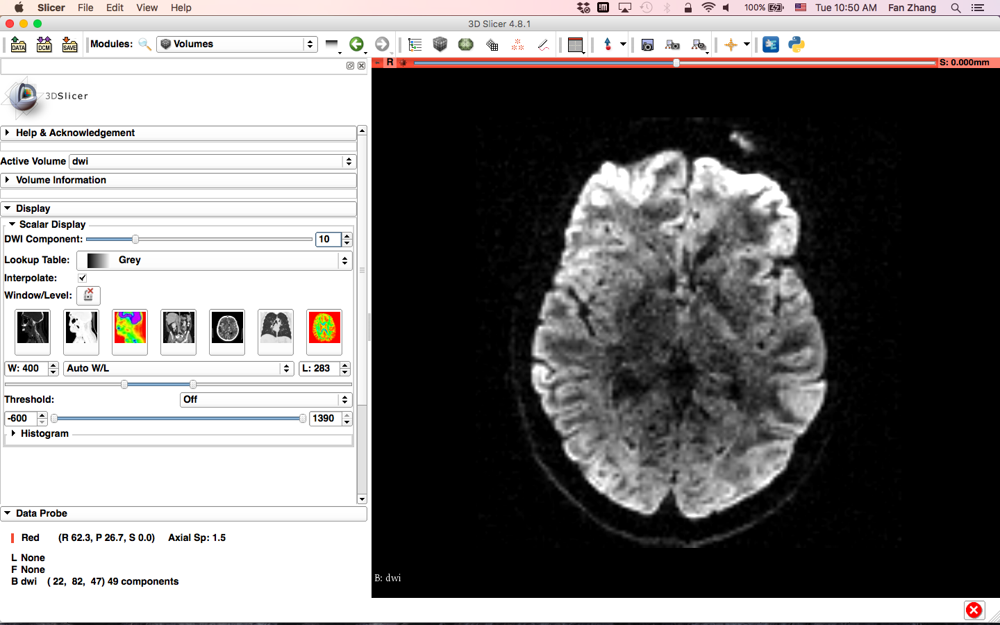 Slicer File Edit View Help 100% Tue 10:50 AM Fan Zhang
3D Slicer 4.8.1
DATA DCM SAVE Modules: Volumes
R S: 0.000mm
3DSlicer
Help & Acknowledgement
Active Volume dwi
Volume Information
Display
Scalar Display
DWI Component: 10
Lookup Table: Grey
Interpolate:
Window/Level:
W: 400 Auto W/L L: 283
Threshold: Off
-600 1390
Histogram
Data Probe
Red (R 62.3, P 26.7, S 0.0) Axial Sp: 1.5
L None
F None
B dwi ( 22, 82, 47) 49 components
B: dwi